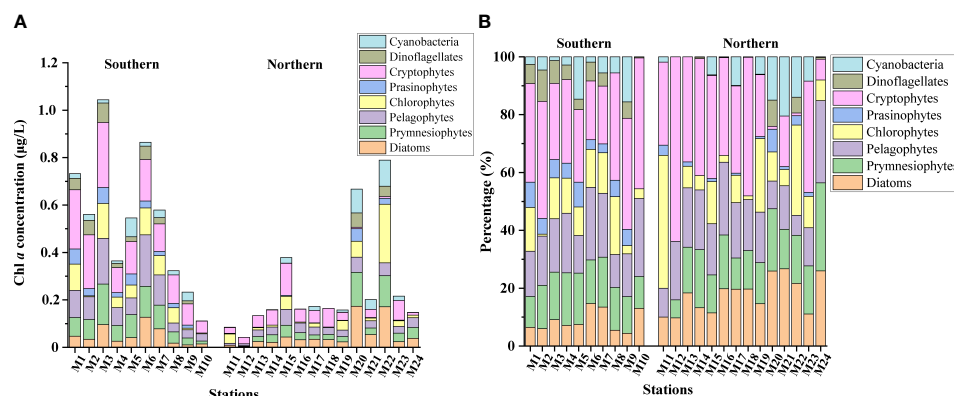 A
Southern
Northern
Cyanobacteria
Dinoflagellates
Cryptophytes
Prasinophytes
Chlorophytes
Pelagophytes
Prymnesiophytes
Diatoms
Chl a concentration (μg/L)
1.2
1.0
0.8
0.6
0.4
0.2
0.0
M1 M2 M3 M4 M5 M6 M7 M8 M9 M10 M11 M12 M13 M14 M15 M16 M17 M18 M19 M20 M21 M22 M23 M24
Stations
B
Southern
Northern
Cyanobacteria
Dinoflagellates
Cryptophytes
Prasinophytes
Chlorophytes
Pelagophytes
Prymnesiophytes
Diatoms
Percentage (%)
100
80
60
40
20
0
M1 M2 M3 M4 M5 M6 M7 M8 M9 M10 M11 M12 M13 M14 M15 M16 M17 M18 M19 M20 M21 M22 M23 M24
Stations